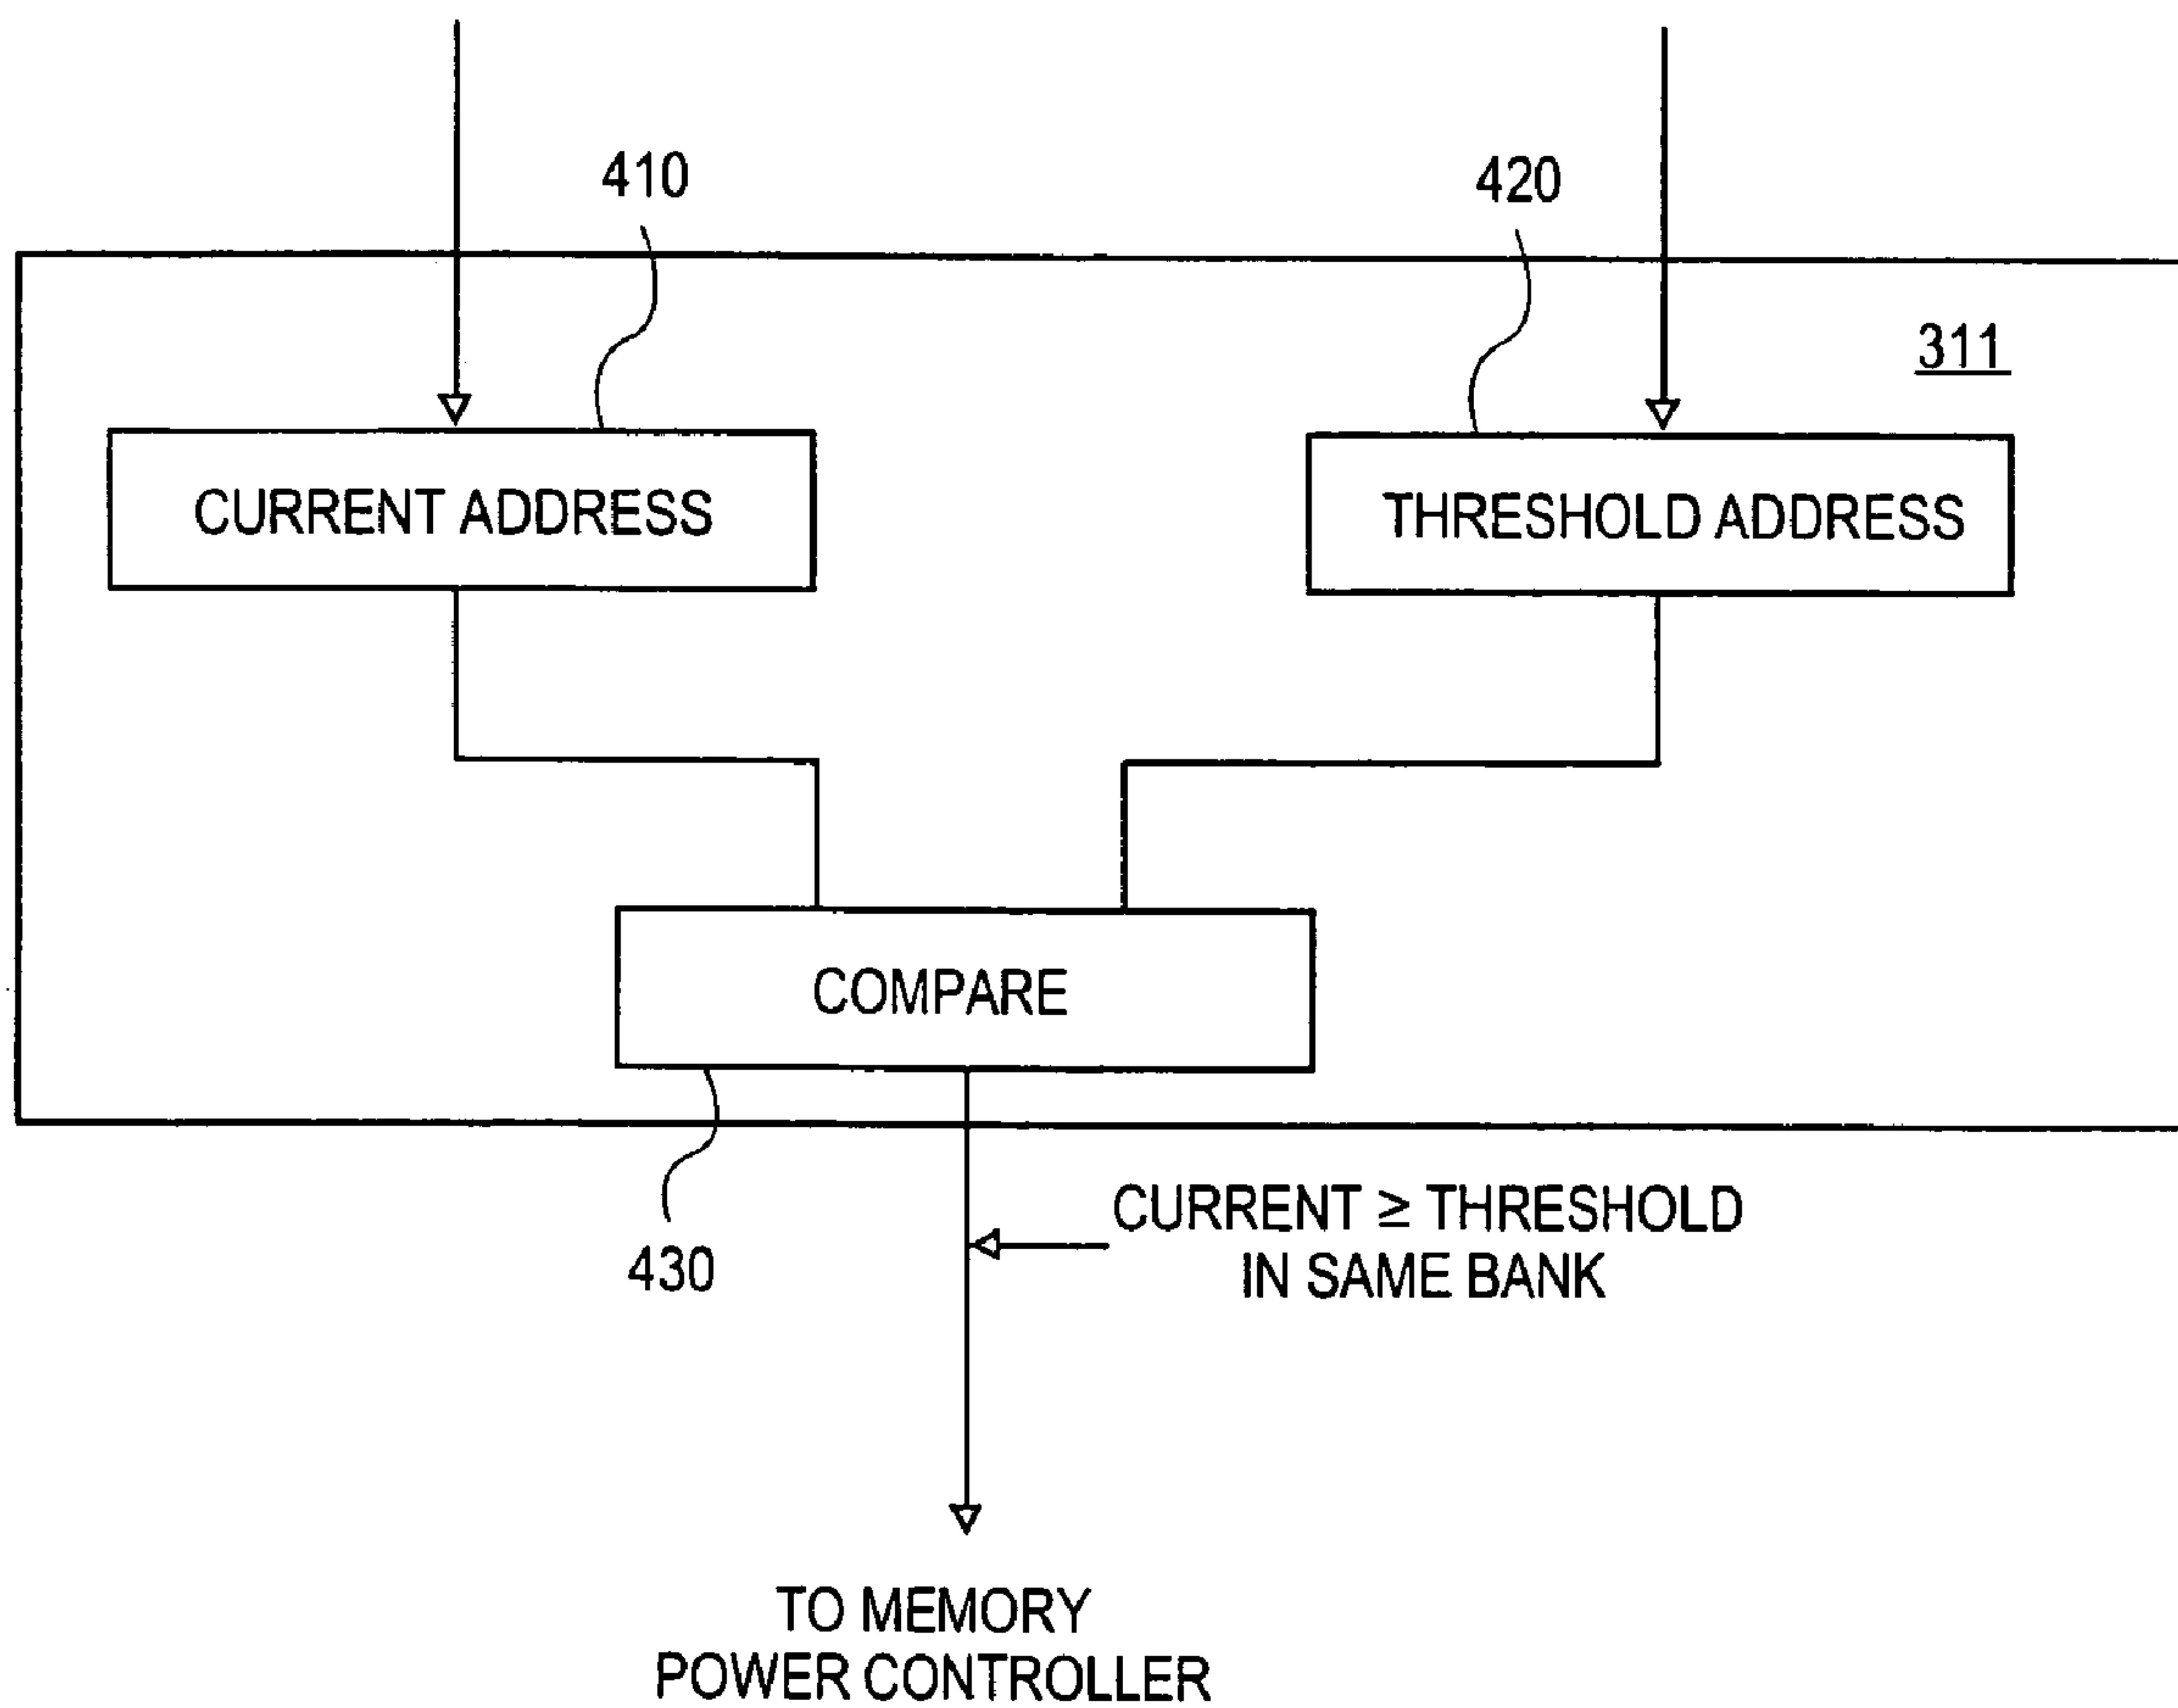 410
420
311
CURRENT ADDRESS
THRESHOLD ADDRESS
COMPARE
CURRENT ≥ THRESHOLD
IN SAME BANK
430
TO MEMORY
POWER CONTROLLER